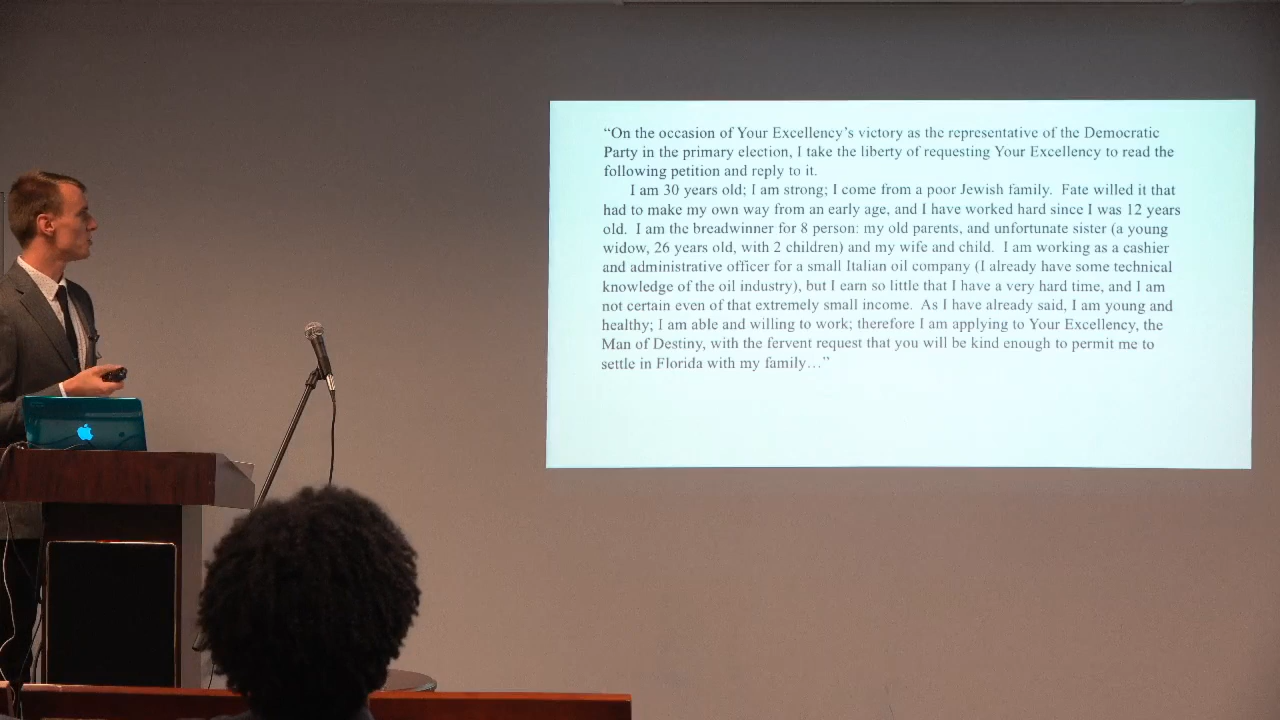 “On the occasion of Your Excellency’s victory as the representative of the Democratic
Party in the primary election, I take the liberty of requesting Your Excellency to read the
following petition and reply to it.
I am 30 years old; I am strong; I come from a poor Jewish family. Fate willed it that
had to make my own way from an early age, and I have worked hard since I was 12 years
old. I am the breadwinner for 8 person: my old parents, and unfortunate sister (a young
widow, 26 years old, with 2 children) and my wife and child. I am working as a cashier
and administrative officer for a small Italian oil company (I already have some technical
knowledge of the oil industry), but I earn so little that I have a very hard time, and I am
not certain even of that extremely small income. As I have already said, I am young and
healthy; I am able and willing to work; therefore I am applying to Your Excellency, the
Man of Destiny, with the fervent request that you will be kind enough to permit me to
settle in Florida with my family…”